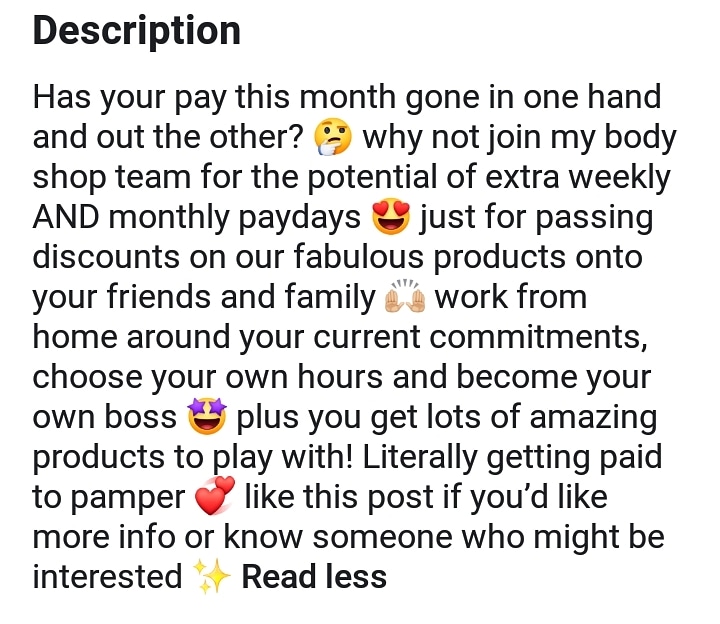 Description
Has your pay this month gone in one hand
and out the other? 🤔 why not join my body
shop team for the potential of extra weekly
AND monthly paydays 😍 just for passing
discounts on our fabulous products onto
your friends and family 🙌🏼 work from
home around your current commitments,
choose your own hours and become your
own boss 🤩 plus you get lots of amazing
products to play with! Literally getting paid
to pamper 💞 like this post if you’d like
more info or know someone who might be
interested ✨ Read less